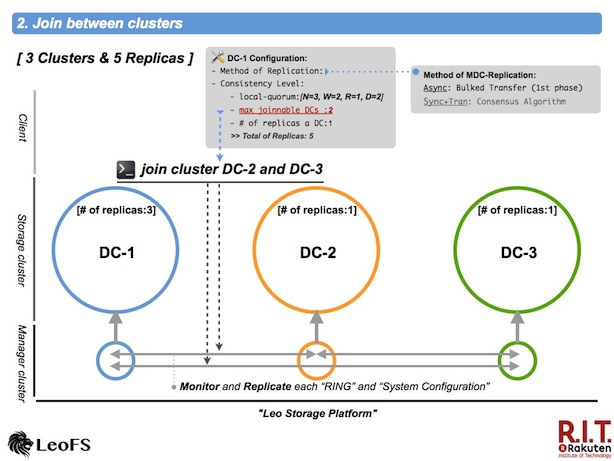 2. Join between clusters
[ 3 Clusters & 5 Replicas ]
DC-1 Configuration:
- Method of Replication:
- Consistency Level:
- local-quorum:[N=3, W=2, R=1, D=2]
- max joinnable DCs :2
- # of replicas a DC:1
>> Total of Replicas: 5
Method of MDC-Replication:
Async: Bulked Transfer (1st phase)
Sync+Tran: Consensus Algorithm
Client
join cluster DC-2 and DC-3
Storage cluster
[# of replicas:3]
DC-1
[# of replicas:1]
DC-2
[# of replicas:1]
DC-3
Manager cluster
Monitor and Replicate each “RING” and “System Configuration”
"Leo Storage Platform"
LeoFS
R.I.T.
R Rakuten
Institute of Technology